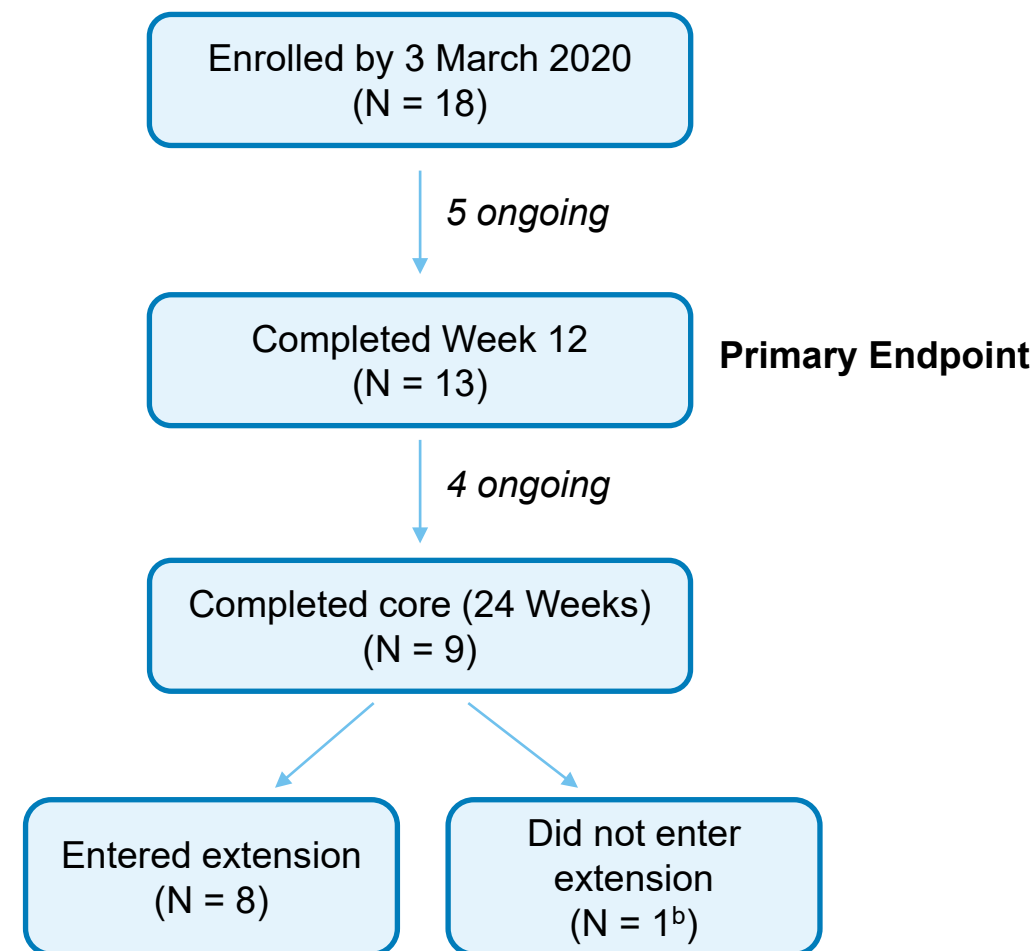 Enrolled by 3 March 2020
(N = 18)
5 ongoing
Completed Week 12
(N = 13)
Primary Endpoint
4 ongoing
Completed core (24 Weeks)
(N = 9)
Entered extension
(N = 8)
Did not enter
extension
(N = 1ᵇ)